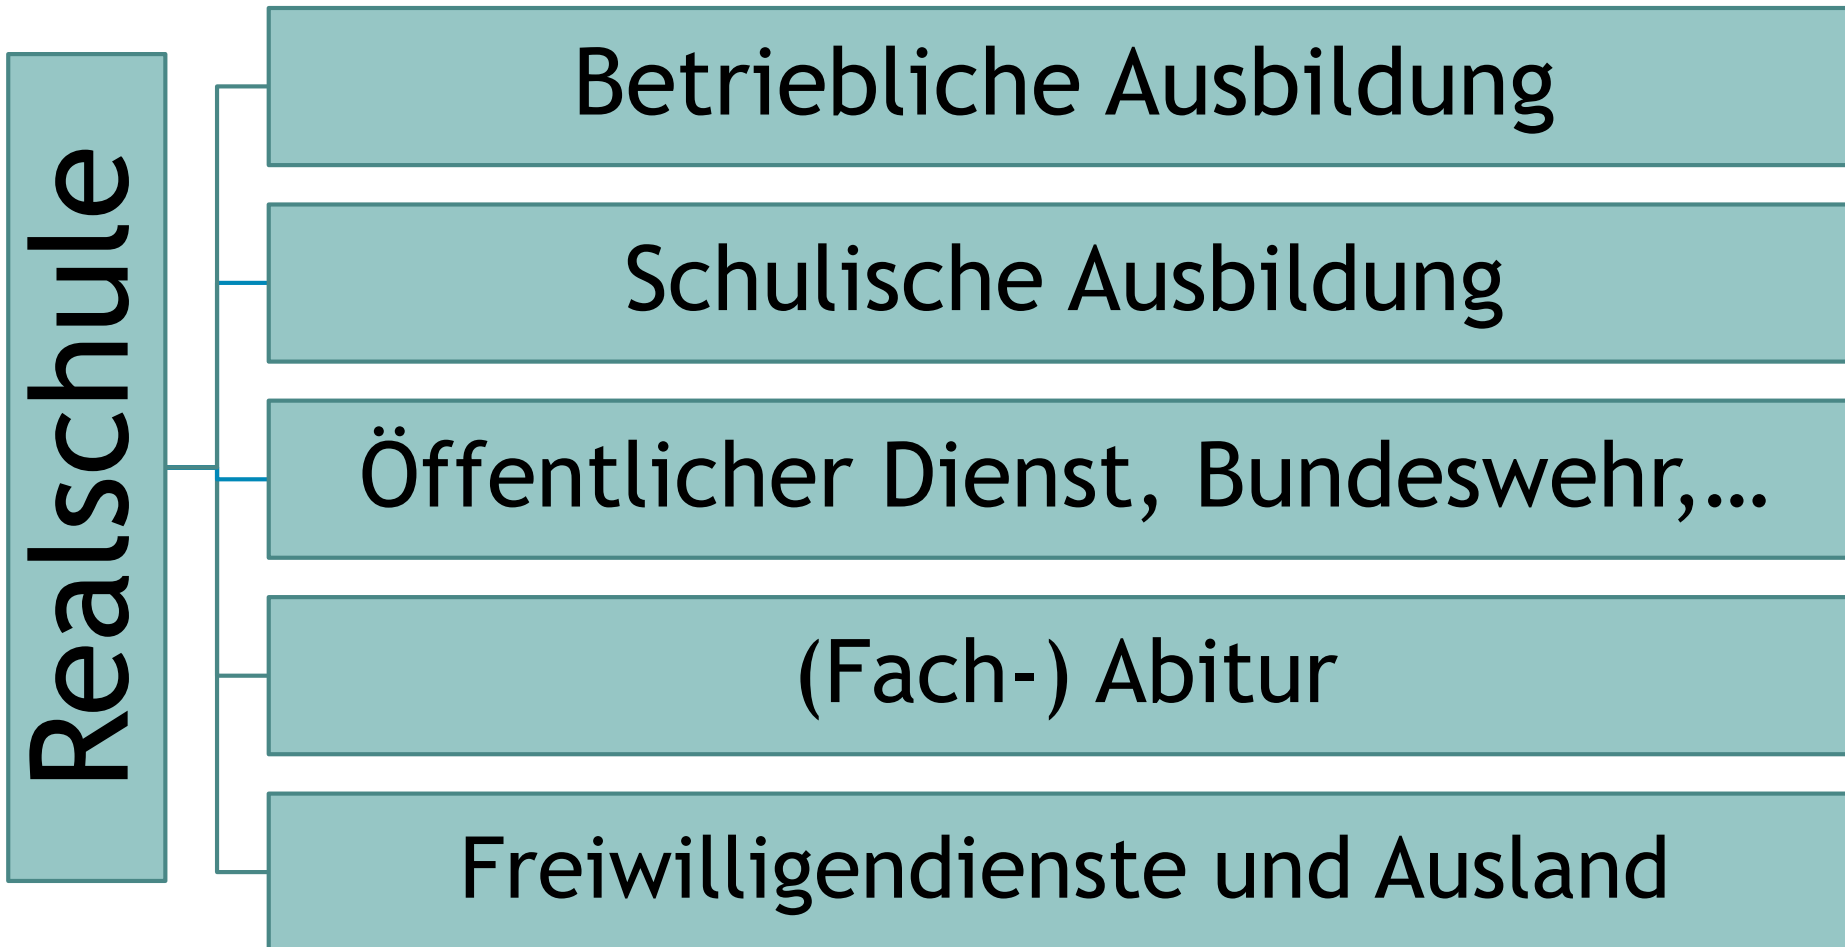 Realschule
Betriebliche Ausbildung
Schulische Ausbildung
Öffentlicher Dienst, Bundeswehr,…
(Fach-) Abitur
Freiwilligendienste und Ausland